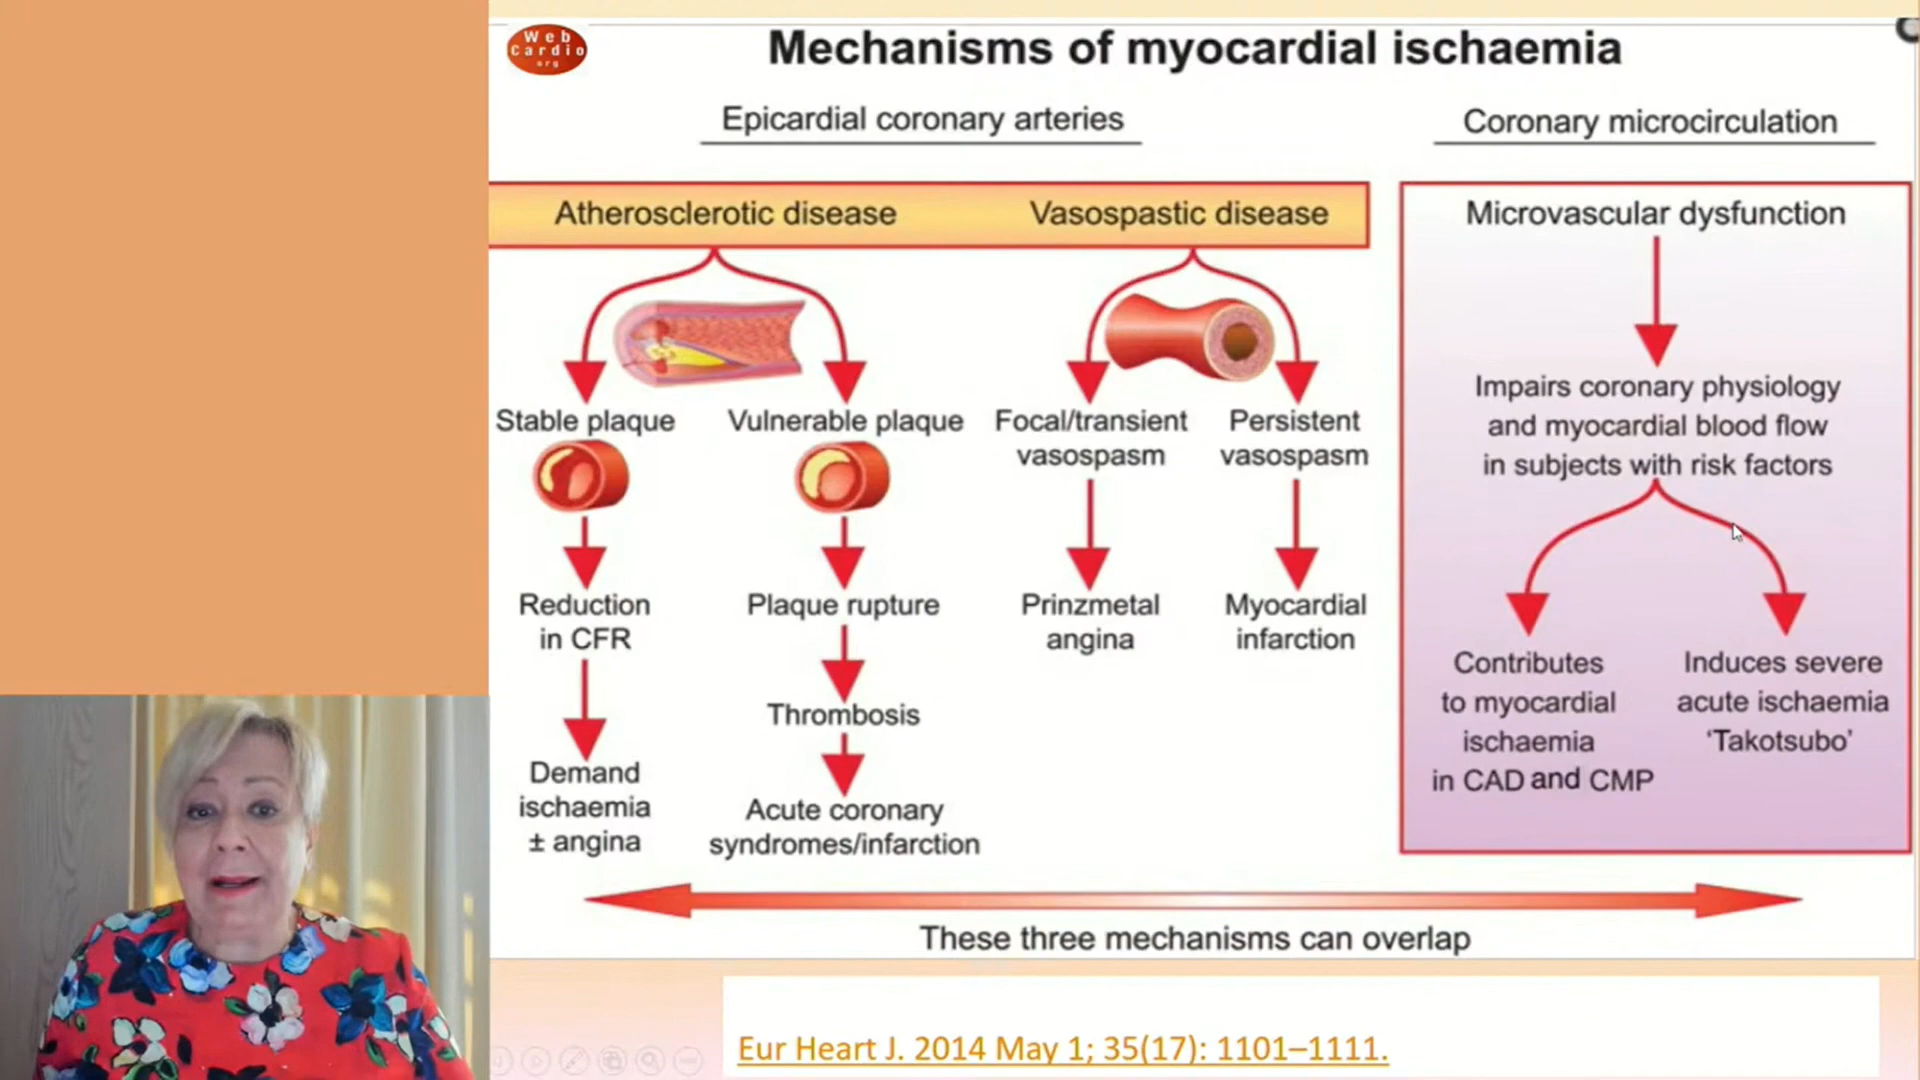 Web
Cardio
org
Mechanisms of myocardial ischaemia
Epicardial coronary arteries
Coronary microcirculation
Atherosclerotic disease
Vasospastic disease
Microvascular dysfunction
Stable plaque
Vulnerable plaque
Focal/transient
vasospasm
Persistent
vasospasm
Impairs coronary physiology
and myocardial blood flow
in subjects with risk factors
Reduction
in CFR
Plaque rupture
Prinzmetal
angina
Myocardial
infarction
Thrombosis
Contributes
to myocardial
ischaemia
in CAD and CMP
Induces severe
acute ischaemia
‘Takotsubo’
Demand
ischaemia
± angina
Acute coronary
syndromes/infarction
These three mechanisms can overlap
Eur Heart J. 2014 May 1; 35(17): 1101–1111.